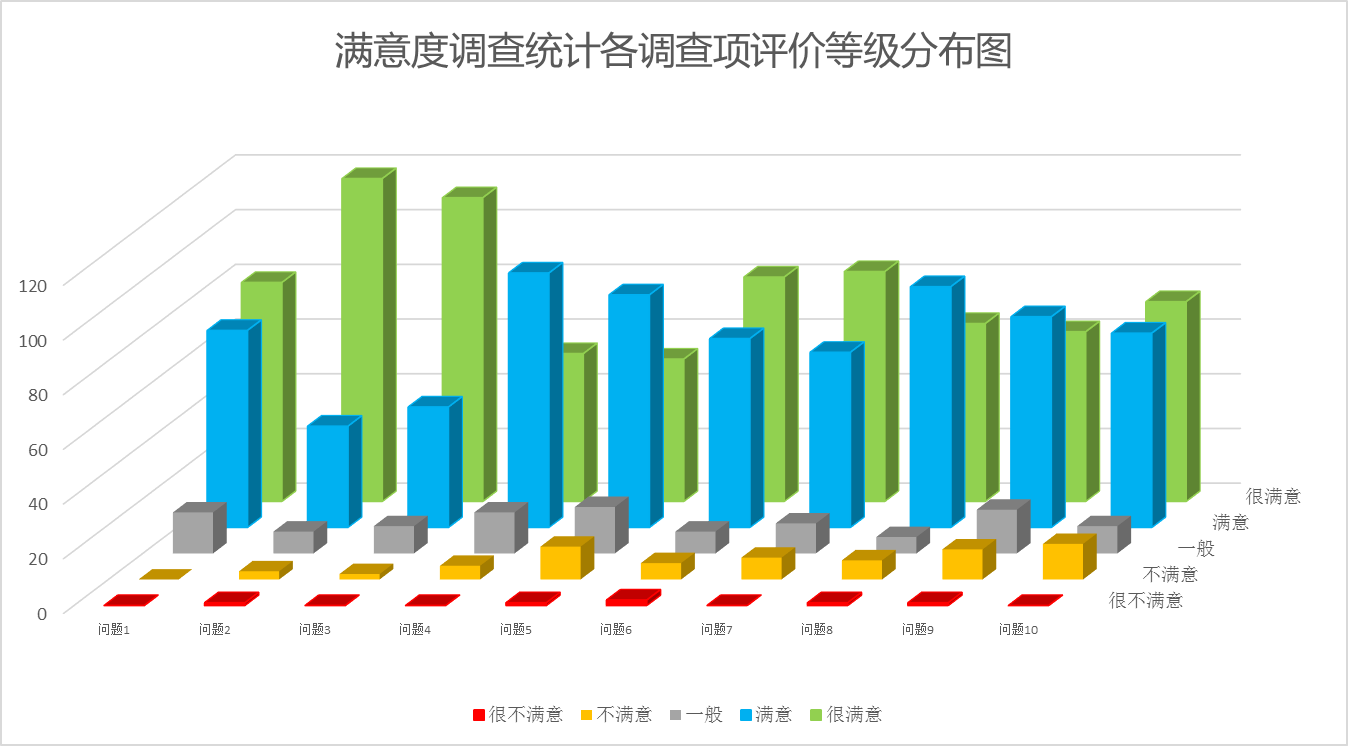 满意度调查统计各调查项评价等级分布图
120
100
80
60
40
20
0
很满意
满意
一般
不满意
很不满意
问题1 问题2 问题3 问题4 问题5 问题6 问题7 问题8 问题9 问题10
很不满意 不满意 一般 满意 很满意